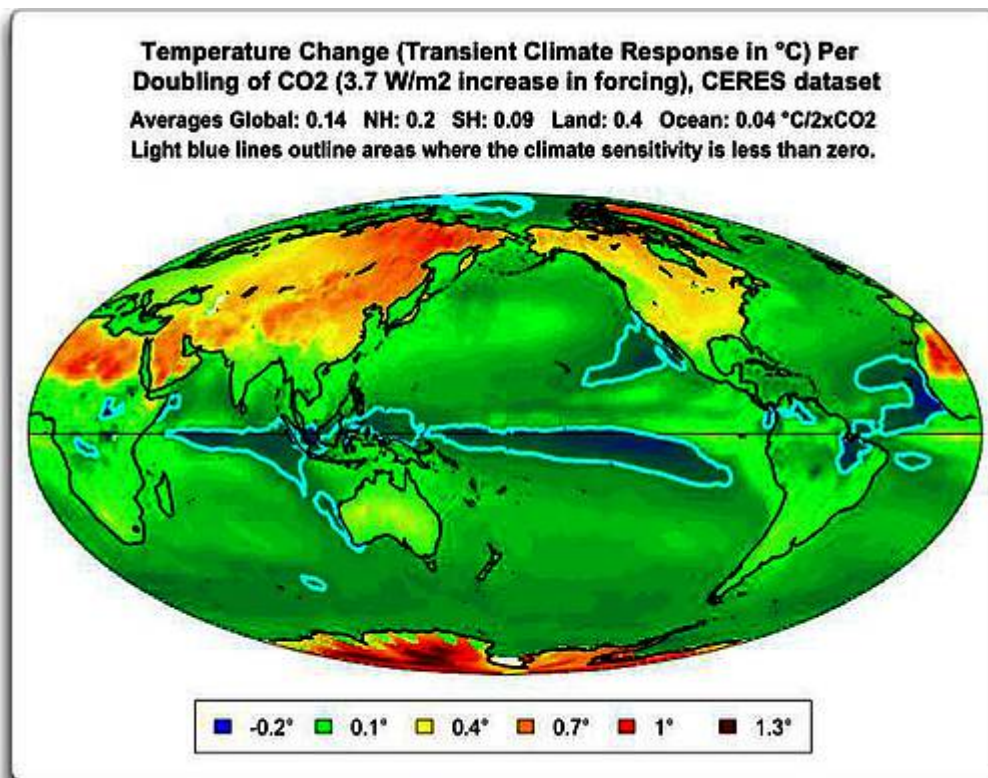 Temperature Change (Transient Climate Response in °C) Per
Doubling of CO2 (3.7 W/m2 increase in forcing), CERES dataset
Averages Global: 0.14 NH: 0.2 SH: 0.09 Land: 0.4 Ocean: 0.04 °C/2xCO2
Light blue lines outline areas where the climate sensitivity is less than zero.
-0.2° 0.1° 0.4° 0.7° 1° 1.3°